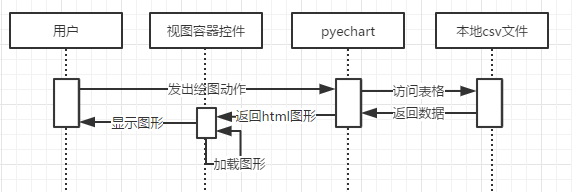 用户
视图容器控件
pyechart
本地csv文件
发出绘图动作
访问表格
返回数据
返回html图形
显示图形
加载图形